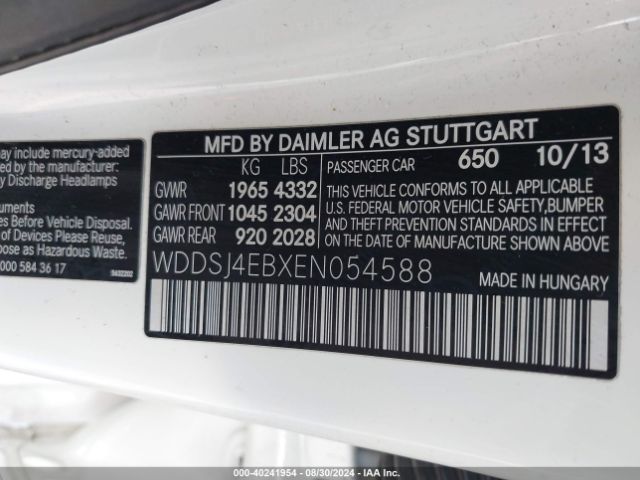 ay include mercury-added
ed by the manufacturer.
y Discharge Headlamps
uments
s Before Vehicle Disposal.
of Devices Please Reuse,
pose as Hazardous Waste.
000 584 36 17
5432202
MFD BY DAIMLER AG STUTTGART
KG LBS PASSENGER CAR 650 10/13
GVWR 1965 4332
GAWR FRONT 1045 2304
GAWR REAR 920 2028
THIS VEHICLE CONFORMS TO ALL APPLICABLE
U.S. FEDERAL MOTOR VEHICLE SAFETY, BUMPER
AND THEFT PREVENTION STANDARDS IN EFFECT
ON THE DATE OF MANUFACTURE SHOWN ABOVE.
WDDSJ4EBXEN054588
MADE IN HUNGARY
000-40241954 - 08/30/2024 - IAA Inc.